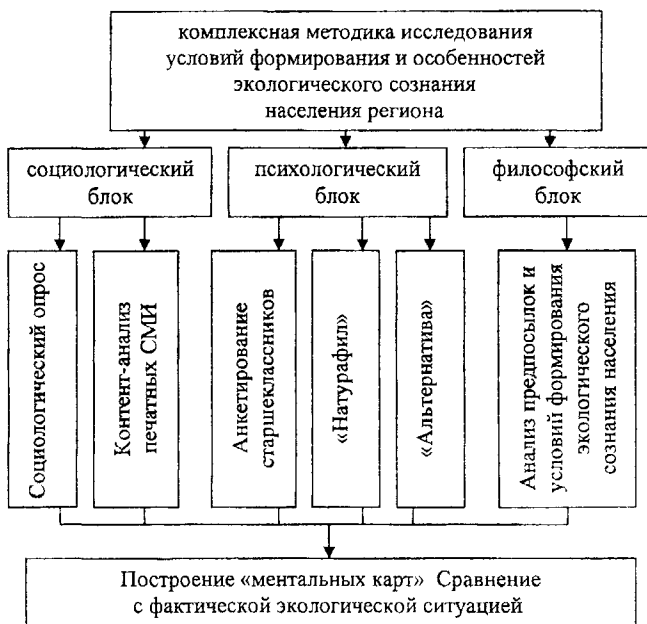 комплексная методика исследования
условий формирования и особенностей
экологического сознания
населения региона
социологический
блок
психологический
блок
философский
блок
Социологический опрос
Контент-анализ
печатных СМИ
Анкетирование
старшеклассников
«Натурафил»
«Альтернатива»
Анализ предпосылок и
условий формирования
экологического
сознания населения
Построение «ментальных карт» Сравнение
с фактической экологической ситуацией